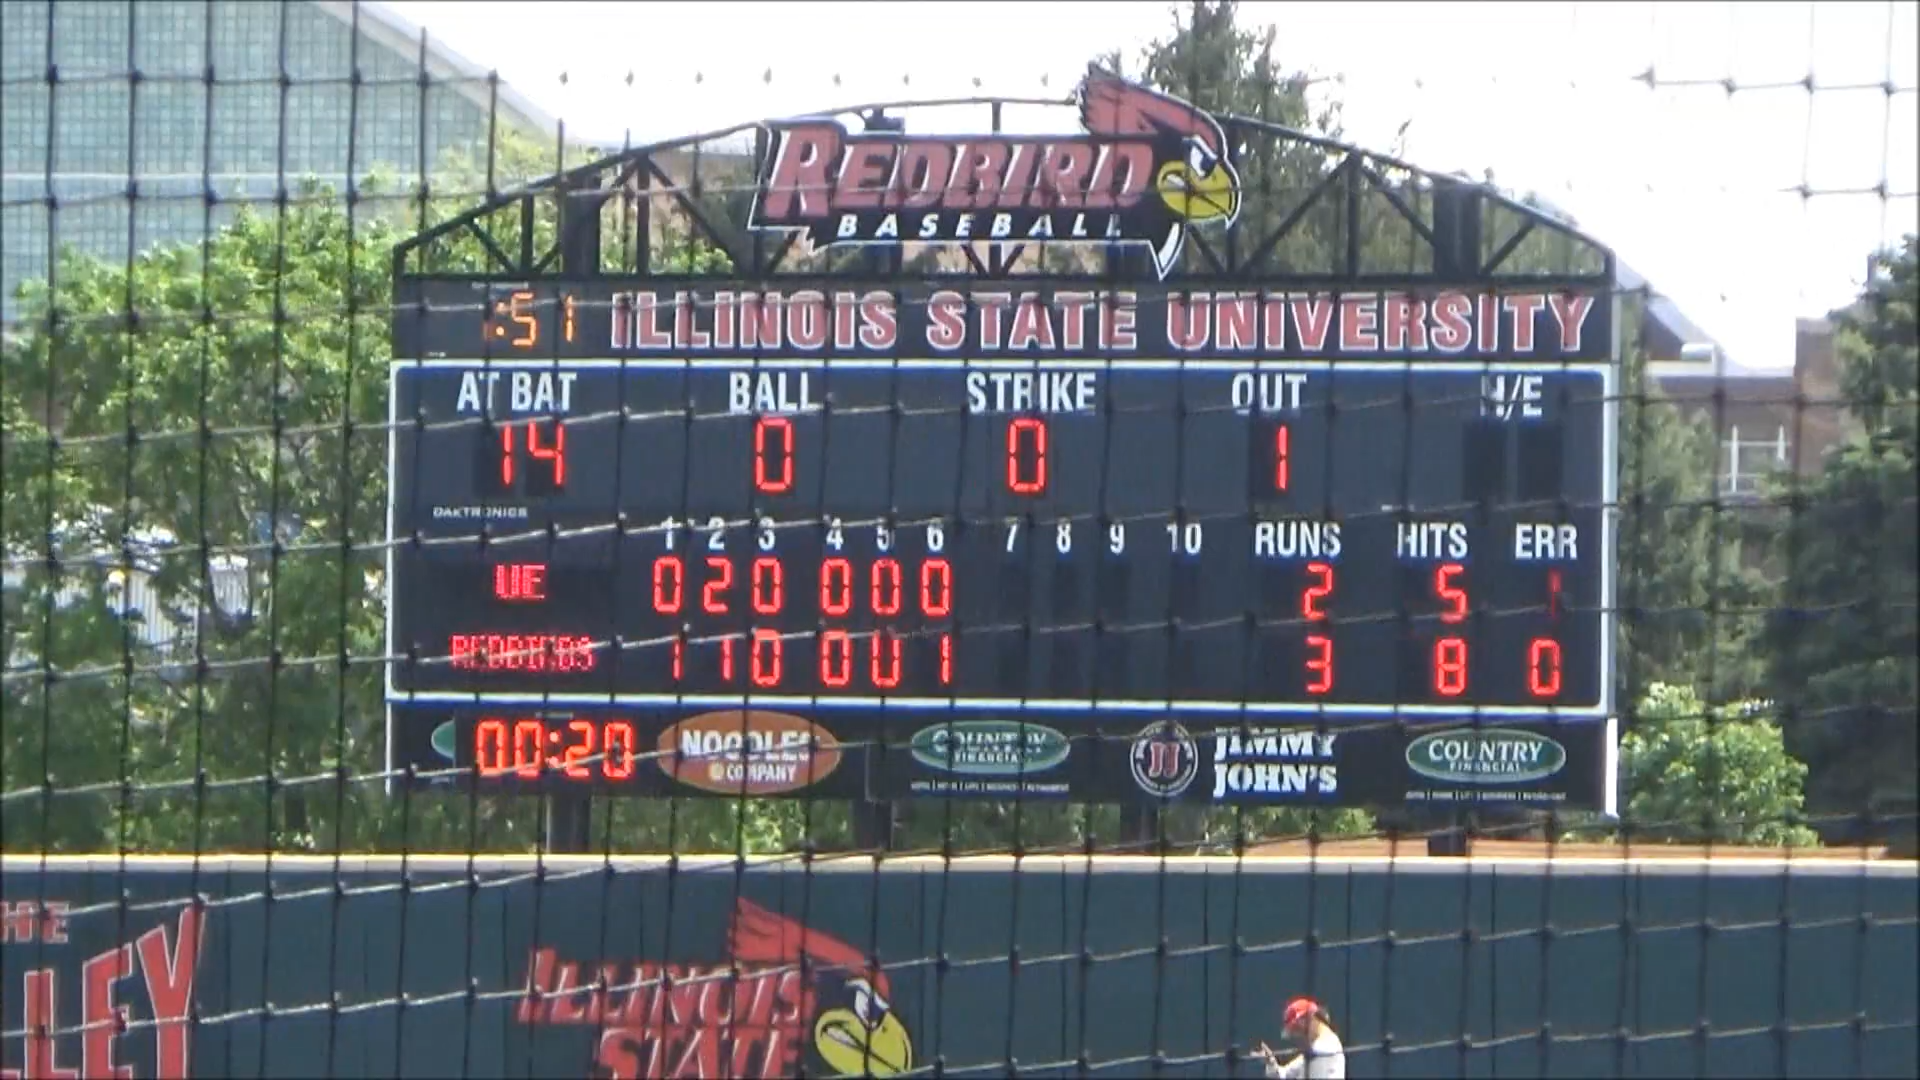 REDBIRD
BASEBALL
:51 ILLINOIS STATE UNIVERSITY
AT BAT BALL STRIKE OUT H/E
14 0 0 1
DAKTRONICS
1 2 3 4 5 6 7 8 9 10 RUNS HITS ERR
UE 0 2 0 0 0 0 2 5 1
REDBIRDS 1 1 0 0 0 1 3 8 0
00:20 NOODLES & COMPANY COUNTRY FINANCIAL JJ JIMMY JOHN'S COUNTRY FINANCIAL
HE
LLEY
ILLINOIS
STATE